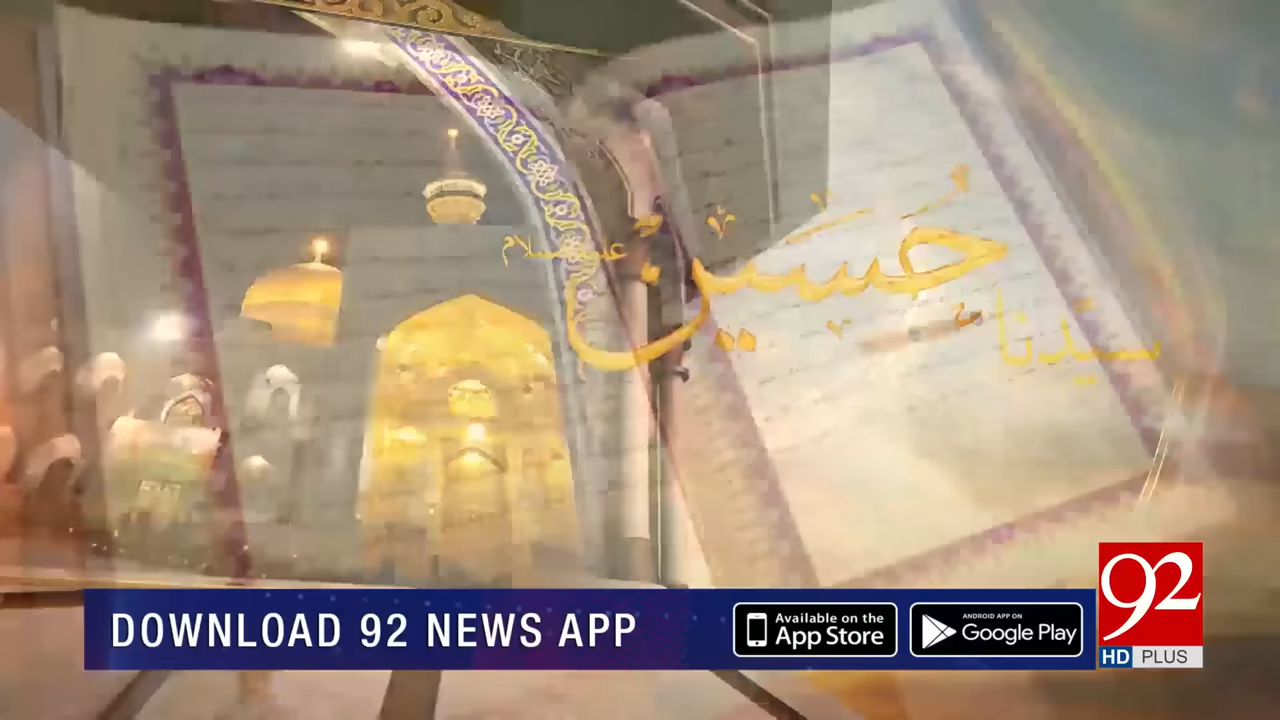 سیدنا حُسَین علیہ السلام
DOWNLOAD 92 NEWS APP
Available on the
App Store
ANDROID APP ON
Google Play
92
HD PLUS